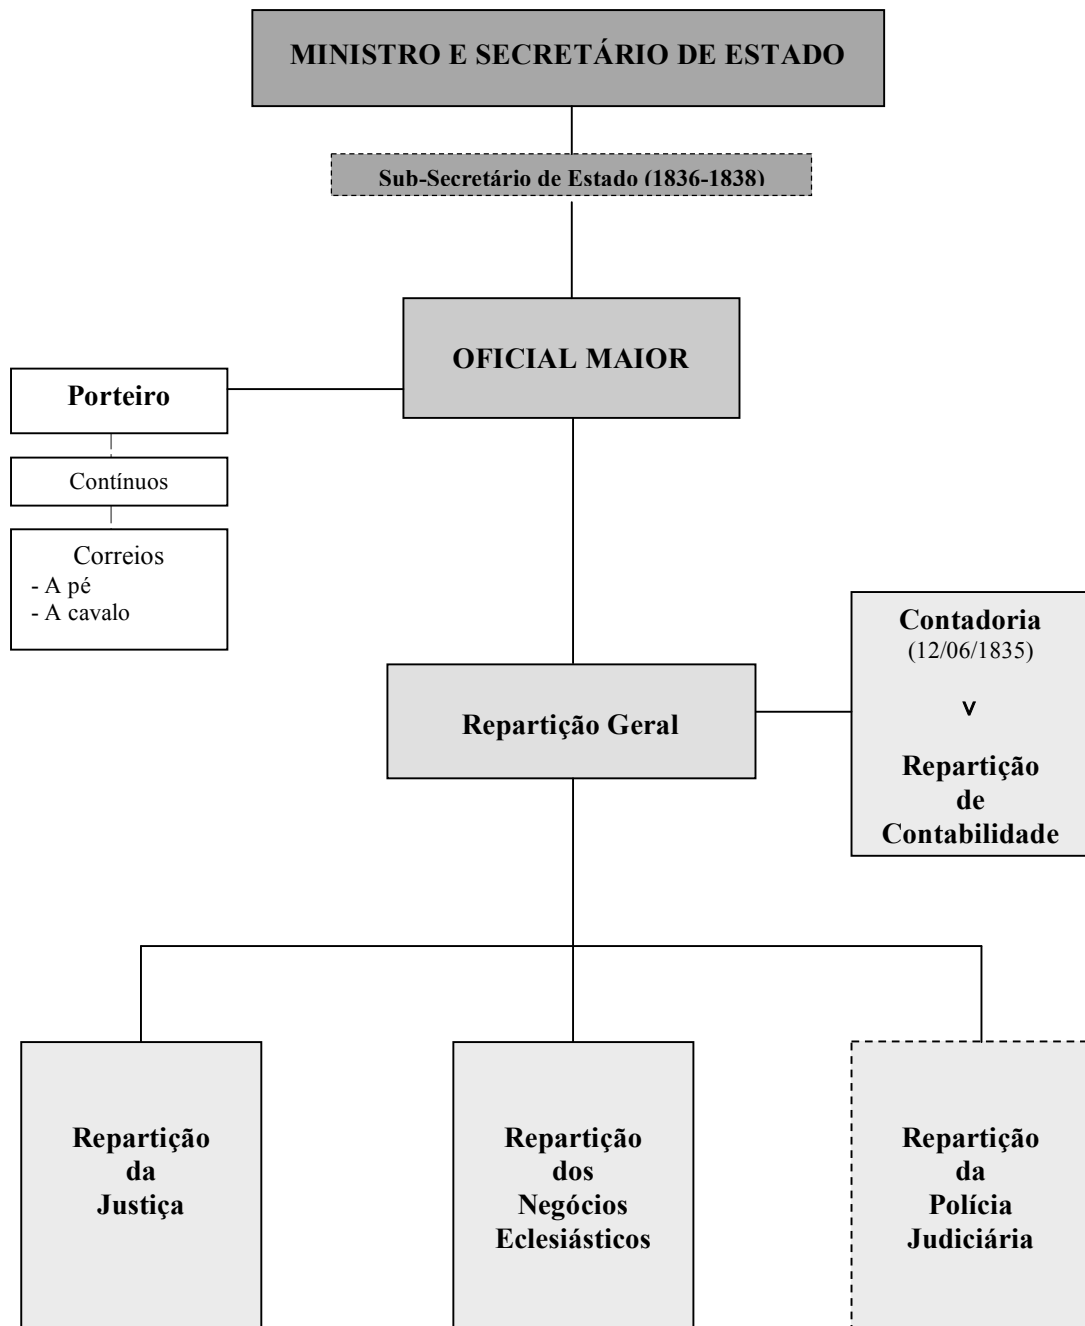 MINISTRO E SECRETÁRIO DE ESTADO
Sub-Secretário de Estado (1836-1838)
OFICIAL MAIOR
Porteiro
Contínuos
Correios
- A pé
- A cavalo
Contadoria
(12/06/1835)
v
Repartição
de
Contabilidade
Repartição Geral
Repartição
da
Justiça
Repartição
dos
Negócios
Eclesiásticos
Repartição
da
Polícia
Judiciária